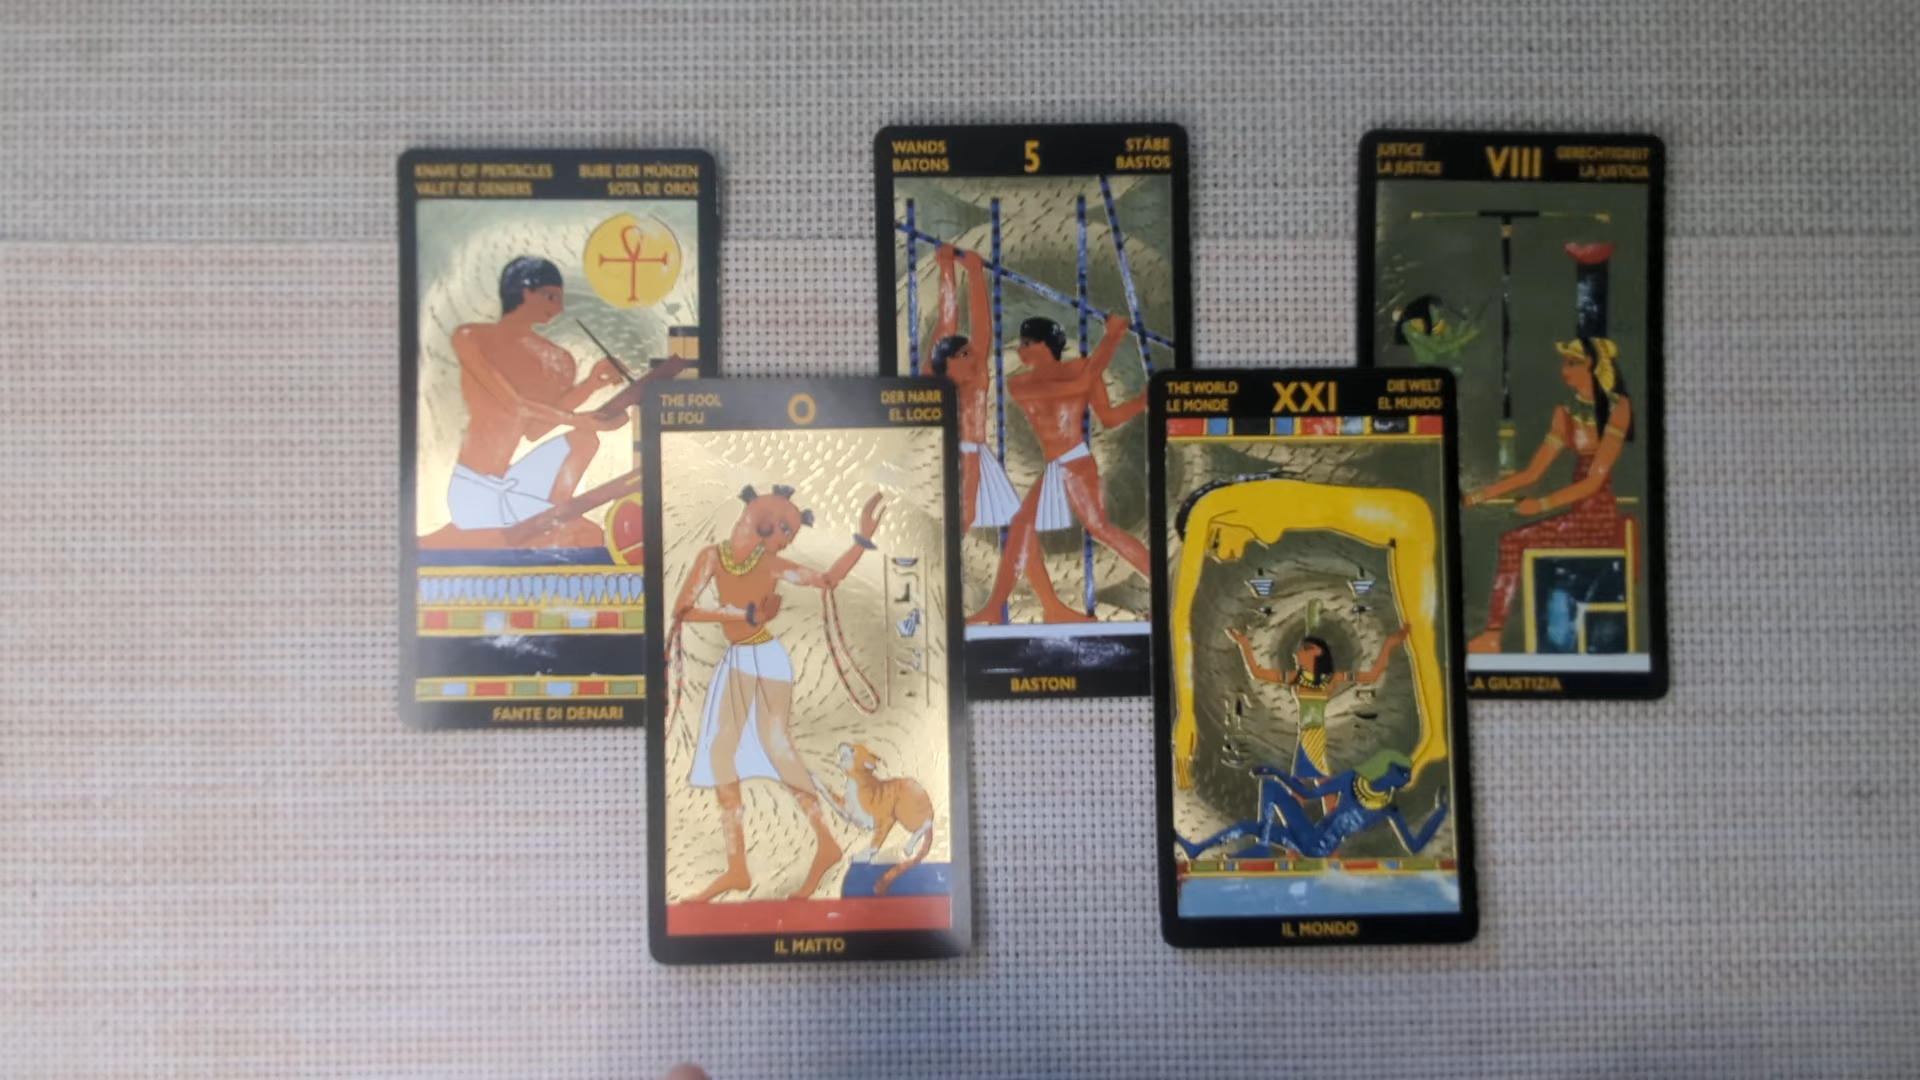 KNAVE OF PENTACLES
VALET DE DENIERS
BUBE DER MÜNZEN
SOTA DE OROS
FANTE DI DENARI
THE FOOL
LE FOU
0
DER NARR
EL LOCO
IL MATTO
WANDS
BATONS
5
STÄBE
BASTOS
BASTONI
THE WORLD
LE MONDE
XXI
DIE WELT
EL MUNDO
IL MONDO
JUSTICE
LA JUSTICE
VIII
GERECHTIGKEIT
LA JUSTICIA
LA GIUSTIZIA